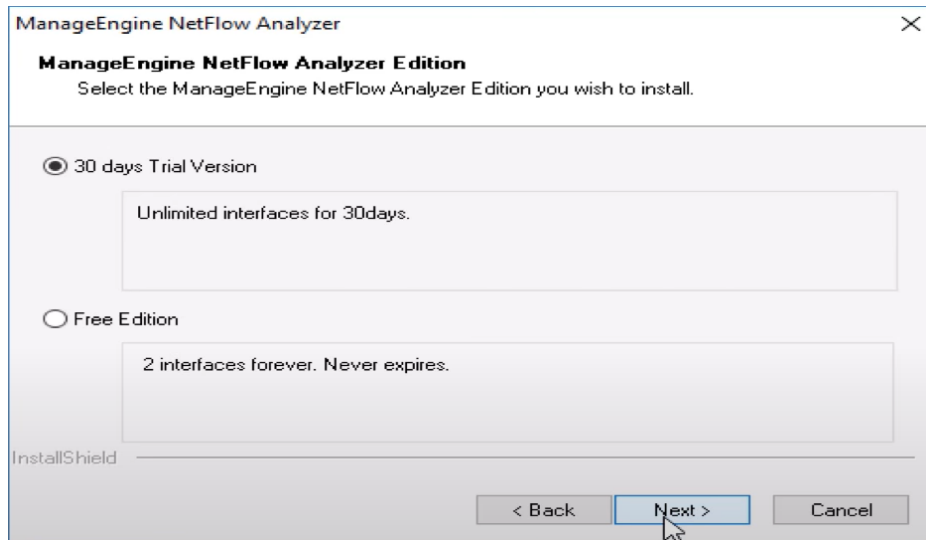 ManageEngine NetFlow Analyzer
ManageEngine NetFlow Analyzer Edition
Select the ManageEngine NetFlow Analyzer Edition you wish to install.
30 days Trial Version
Unlimited interfaces for 30days.
Free Edition
2 interfaces forever. Never expires.
InstallShield
< Back Next > Cancel